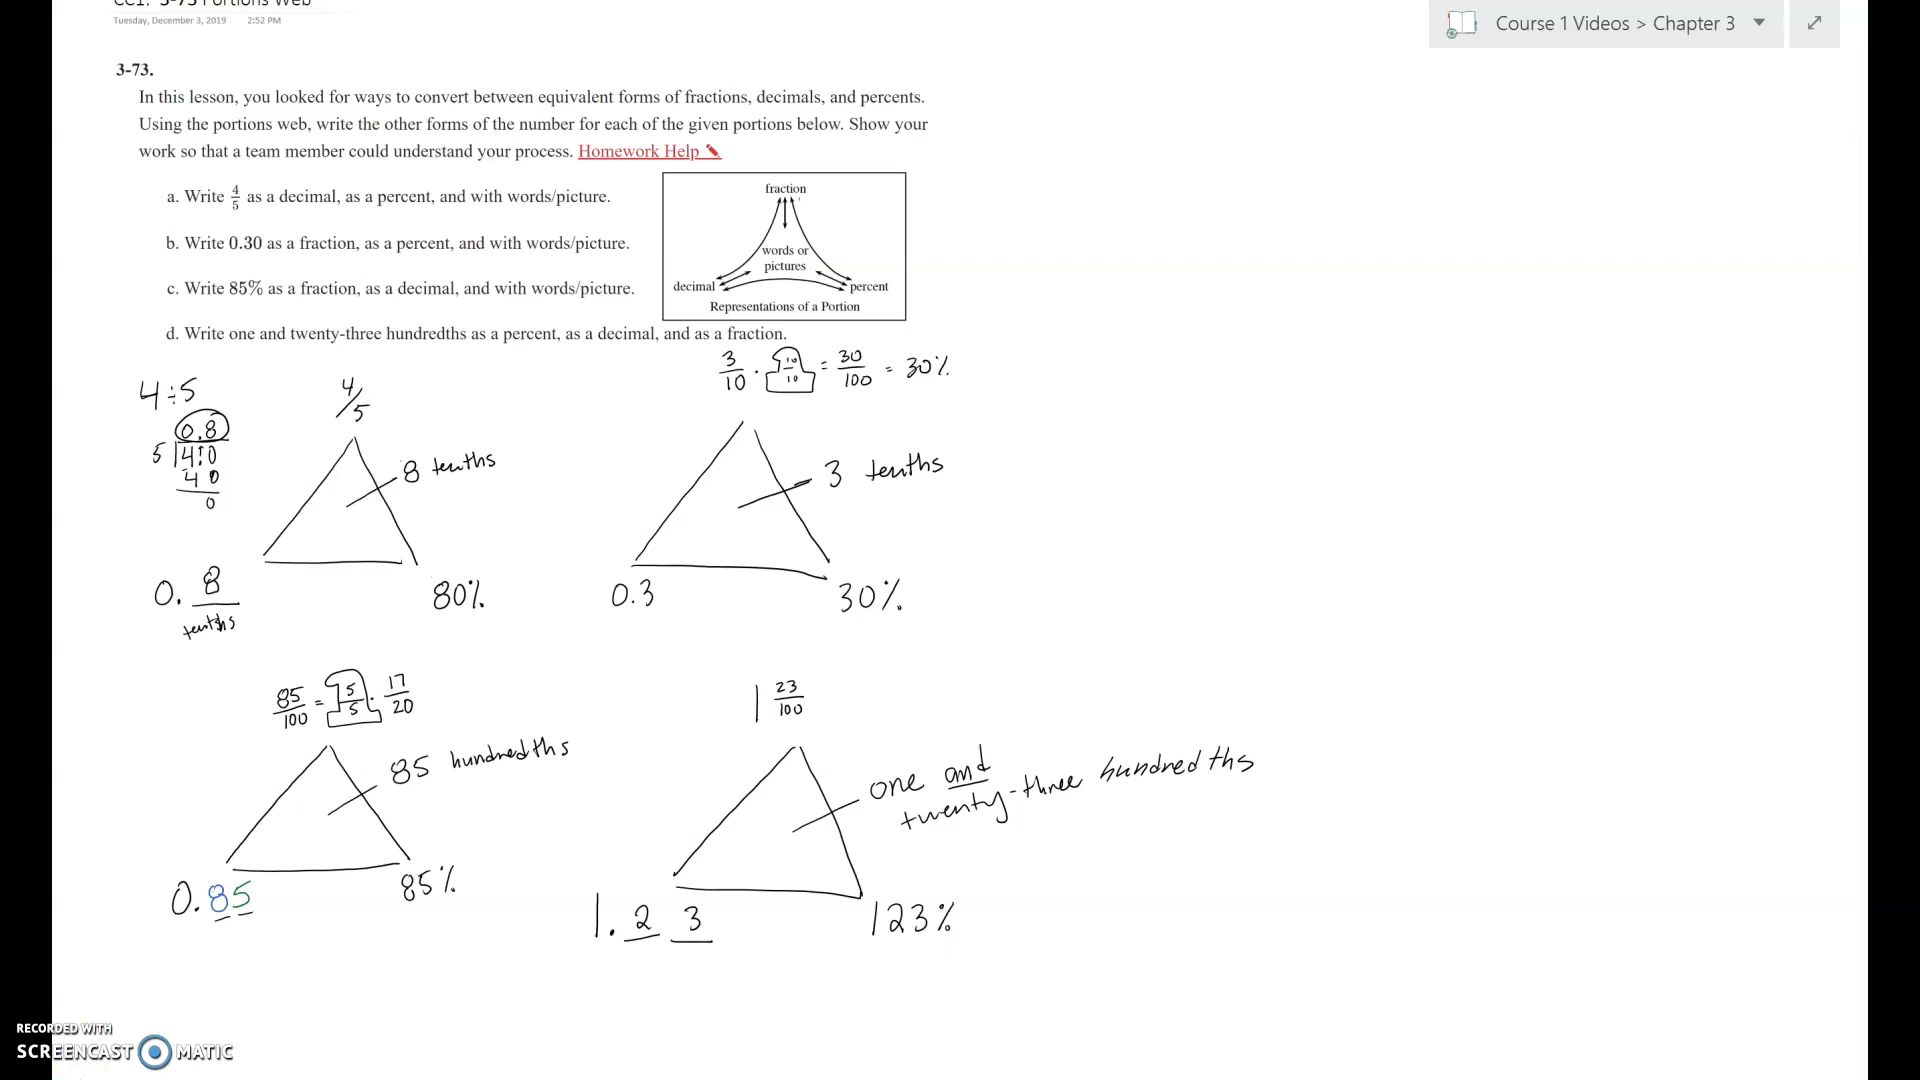 CC1: 3-73 Portions Web
Tuesday, December 3, 2019 2:52 PM
Course 1 Videos > Chapter 3
3-73.
In this lesson, you looked for ways to convert between equivalent forms of fractions, decimals, and percents.
Using the portions web, write the other forms of the number for each of the given portions below. Show your
work so that a team member could understand your process. Homework Help
a. Write 4/5 as a decimal, as a percent, and with words/picture.
b. Write 0.30 as a fraction, as a percent, and with words/picture.
c. Write 85% as a fraction, as a decimal, and with words/picture.
d. Write one and twenty-three hundredths as a percent, as a decimal, and as a fraction.
fraction
words or
pictures
decimal
percent
Representations of a Portion
4÷5
0.8
5 4.0
-40
0
4/5
8 tenths
0. 8
tenths
80%
3/10 · 10/10 = 30/100 = 30%
3 tenths
0.3
30%
85/100 = 5/5 · 17/20
85 hundredths
0.85
85%
1 23/100
one and
twenty-three hundredths
1.23
123%
RECORDED WITH
SCREENCAST MATIC